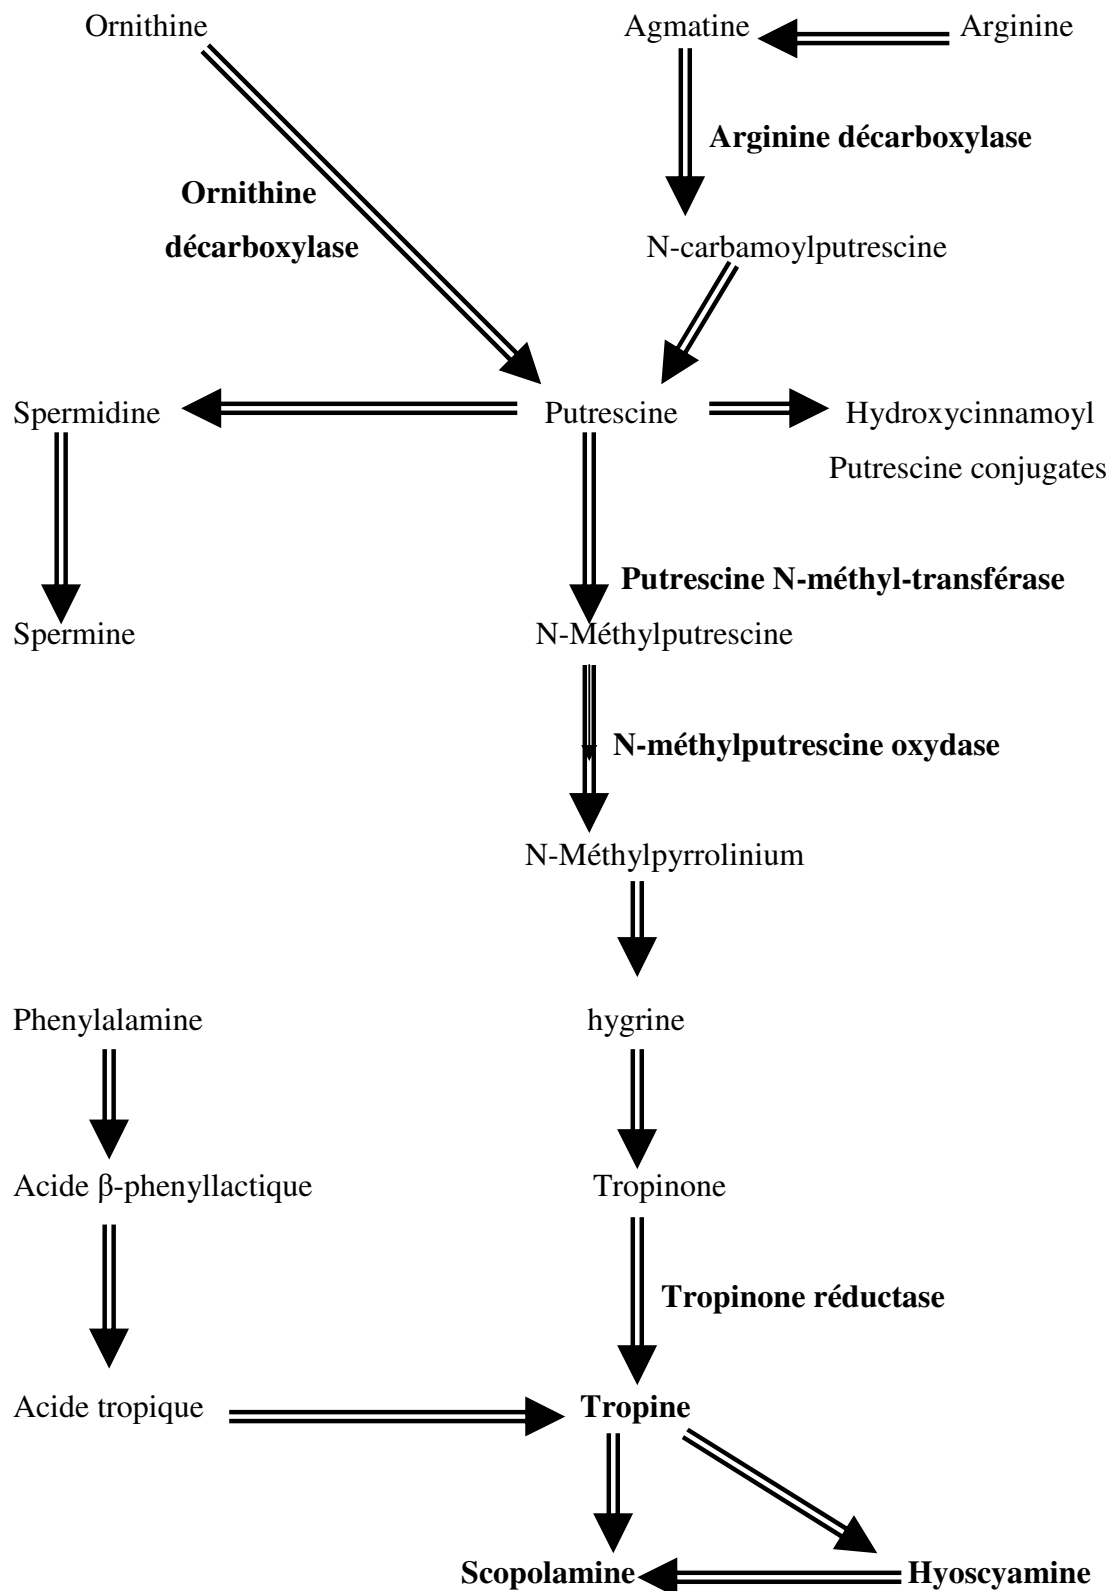 Ornithine
Agmatine
Arginine
Arginine décarboxylase
Ornithine
décarboxylase
N-carbamoylputrescine
Spermidine
Putrescine
Hydroxycinnamoyl
Putrescine conjugates
Putrescine N-méthyl-transférase
Spermine
N-Méthylputrescine
N-méthylputrescine oxydase
N-Méthylpyrrolinium
Phenylalamine
hygrine
Acide β-phenyllactique
Tropinone
Tropinone réductase
Acide tropique
Tropine
Scopolamine
Hyoscyamine